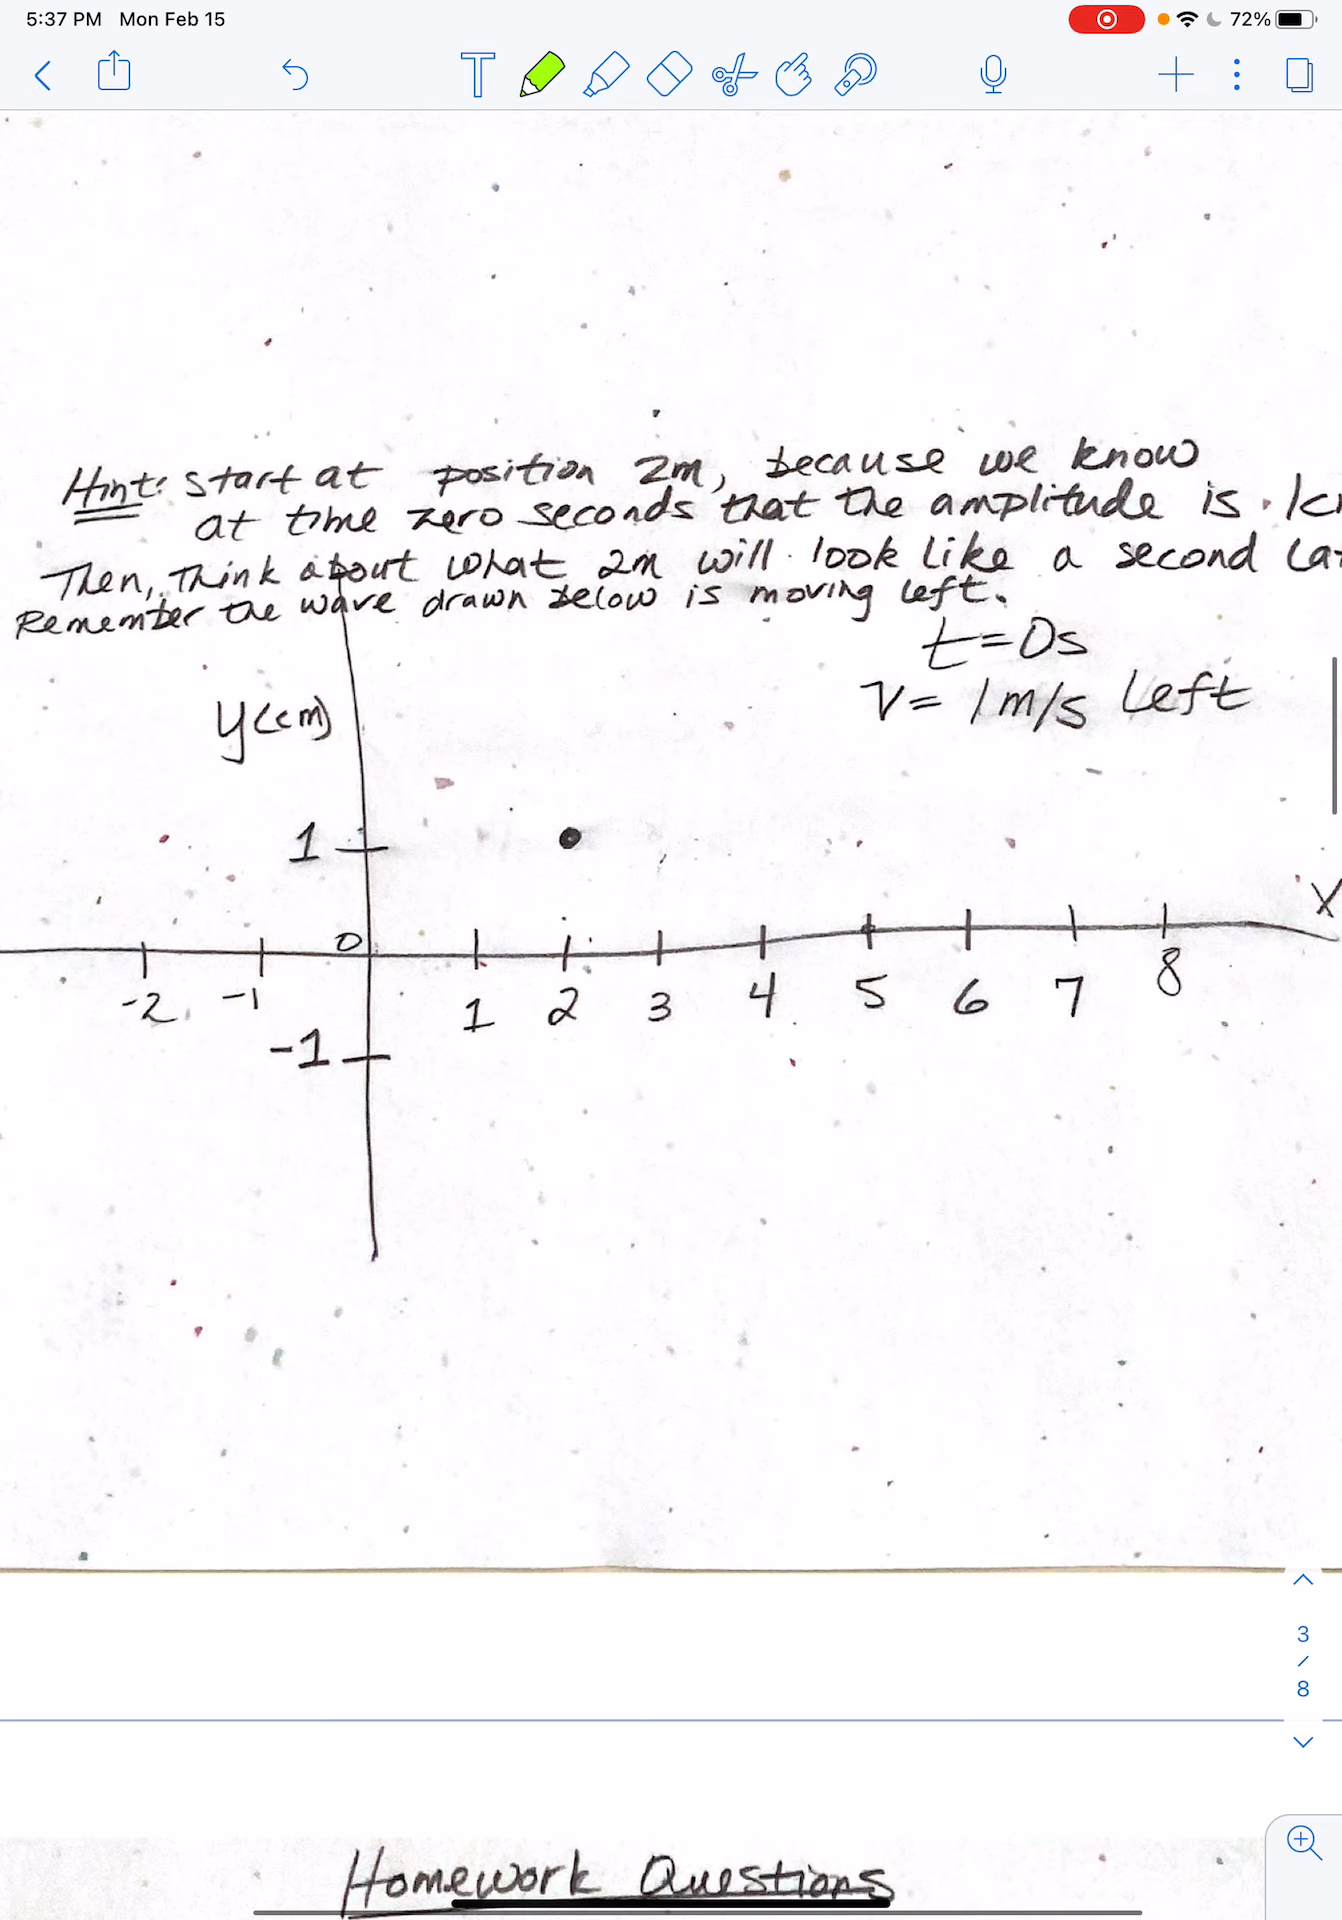 5:37 PM Mon Feb 15 72%
T
Hint: start at position 2m, because we know
at time zero seconds that the amplitude is 1c
Then, think about what 2m will look like a second la
Remember the wave drawn below is moving left.
t=0s
v= 1m/s left
y(cm)
1
x
0
-2 -1 1 2 3 4 5 6 7 8
-1
3
/
8
Homework Questions